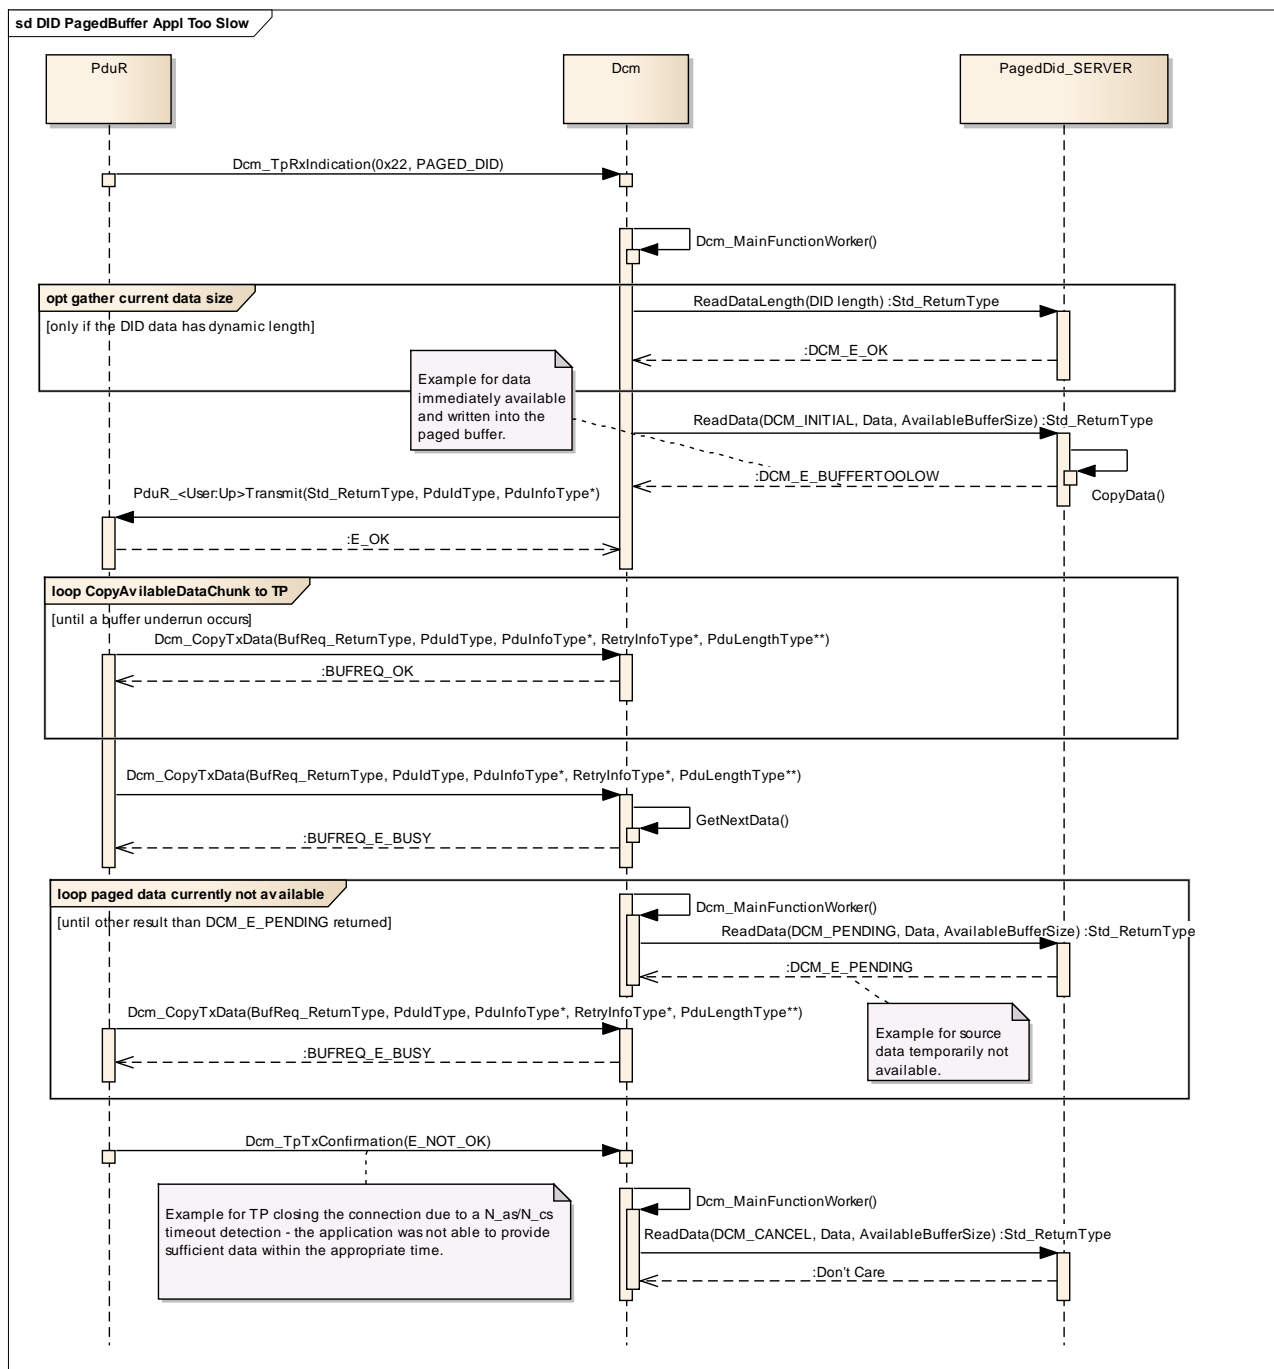 sd DID PagedBuffer Appl Too Slow
PduR
Dcm
PagedDid_SERVER
Dcm_TpRxIndication(0x22, PAGED_DID)
Dcm_MainFunctionWorker()
opt gather current data size
[only if the DID data has dynamic length]
ReadDataLength(DID length) :Std_ReturnType
:DCM_E_OK
Example for data
immediately available
and written into the
paged buffer.
ReadData(DCM_INITIAL, Data, AvailableBufferSize) :Std_ReturnType
:DCM_E_BUFFERTOOLOW
CopyData()
PduR_<User:Up>Transmit(Std_ReturnType, PduIdType, PduInfoType*)
:E_OK
loop CopyAvilableDataChunk to TP
[until a buffer underrun occurs]
Dcm_CopyTxData(BufReq_ReturnType, PduIdType, PduInfoType*, RetryInfoType*, PduLengthType**)
:BUFREQ_OK
Dcm_CopyTxData(BufReq_ReturnType, PduIdType, PduInfoType*, RetryInfoType*, PduLengthType**)
GetNextData()
:BUFREQ_E_BUSY
loop paged data currently not available
[until other result than DCM_E_PENDING returned]
Dcm_MainFunctionWorker()
ReadData(DCM_PENDING, Data, AvailableBufferSize) :Std_ReturnType
:DCM_E_PENDING
Dcm_CopyTxData(BufReq_ReturnType, PduIdType, PduInfoType*, RetryInfoType*, PduLengthType**)
:BUFREQ_E_BUSY
Example for source
data temporarily not
available.
Dcm_TpTxConfirmation(E_NOT_OK)
Example for TP closing the connection due to a N_as/N_cs
timeout detection - the application was not able to provide
sufficient data within the appropriate time.
Dcm_MainFunctionWorker()
ReadData(DCM_CANCEL, Data, AvailableBufferSize) :Std_ReturnType
:Don't Care